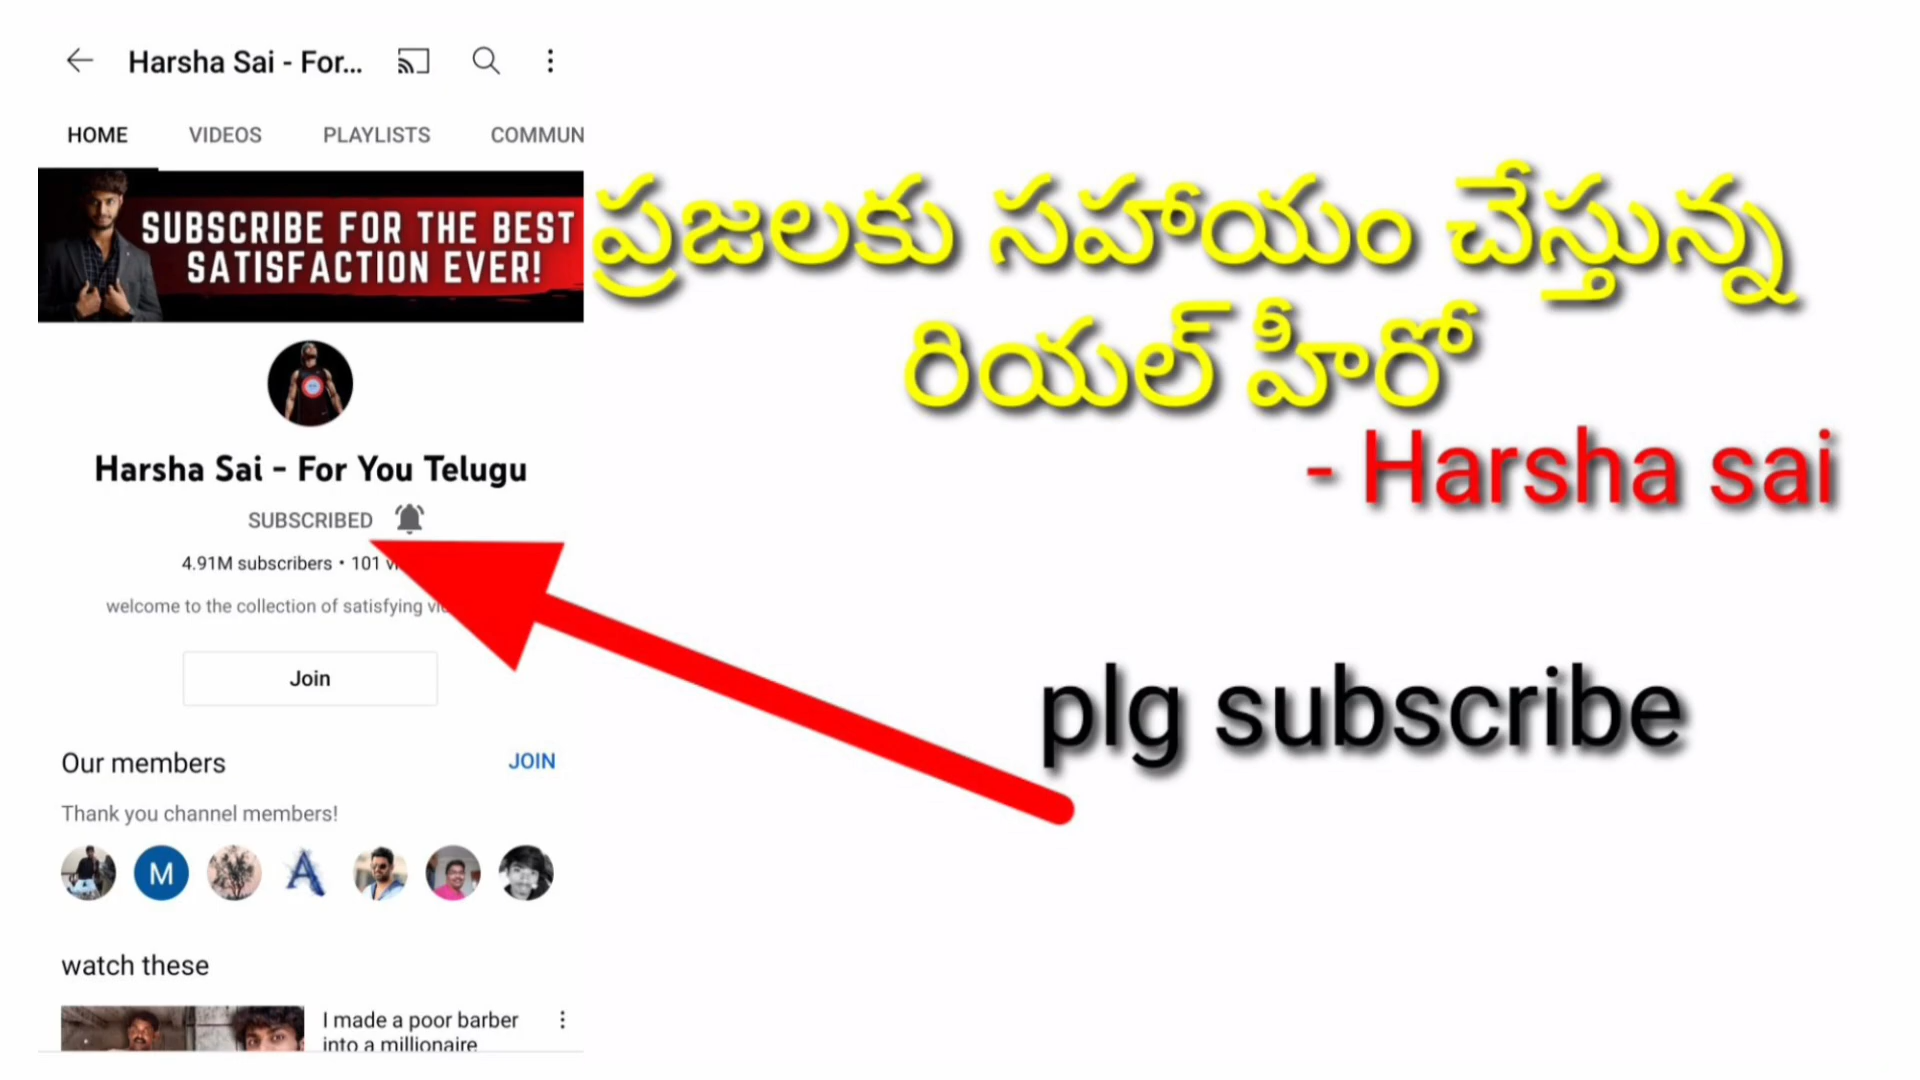 Harsha Sai - For...
HOME VIDEOS PLAYLISTS COMMUN
SUBSCRIBE FOR THE BEST
SATISFACTION EVER!
Harsha Sai - For You Telugu
SUBSCRIBED
4.91M subscribers • 101
welcome to the collection of satisfying
Join
Our members JOIN
Thank you channel members!
M
A
watch these
I made a poor barber
into a millionaire
ప్రజలకు సహాయం చేస్తున్న
రియల్ హీరో
- Harsha sai
plg subscribe